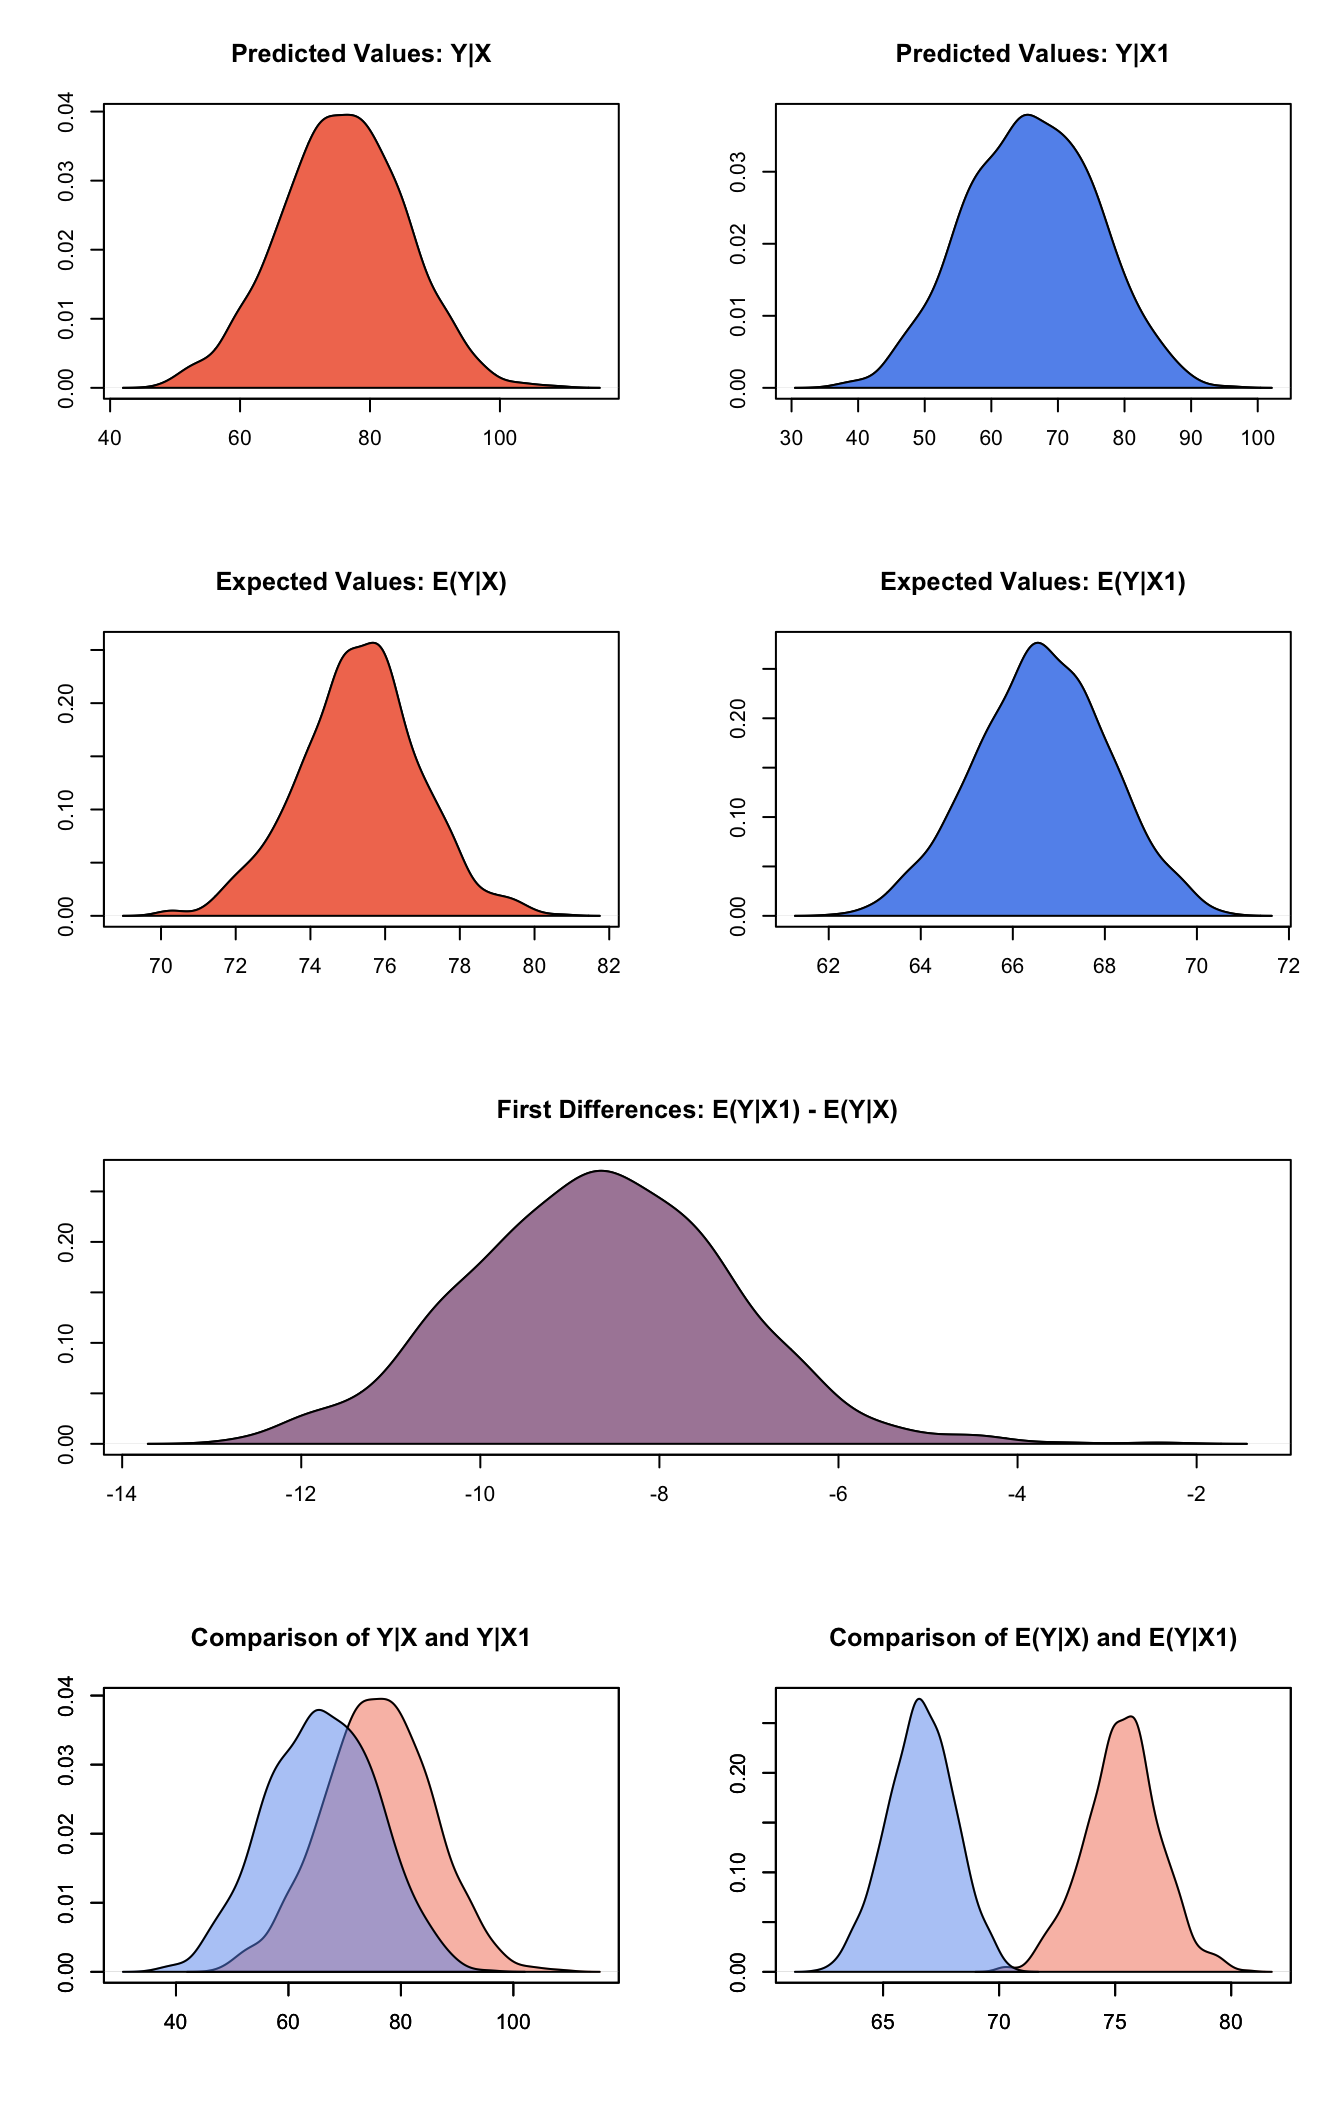 Predicted Values: Y|X
0.00 0.01 0.02 0.03 0.04
40 60 80 100
Predicted Values: Y|X1
0.00 0.01 0.02 0.03
30 40 50 60 70 80 90 100
Expected Values: E(Y|X)
0.00 0.10 0.20
70 72 74 76 78 80 82
Expected Values: E(Y|X1)
0.00 0.10 0.20
62 64 66 68 70 72
First Differences: E(Y|X1) - E(Y|X)
0.00 0.10 0.20
-14 -12 -10 -8 -6 -4 -2
Comparison of Y|X and Y|X1
0.00 0.01 0.02 0.03 0.04
40 60 80 100
Comparison of E(Y|X) and E(Y|X1)
0.00 0.10 0.20
65 70 75 80